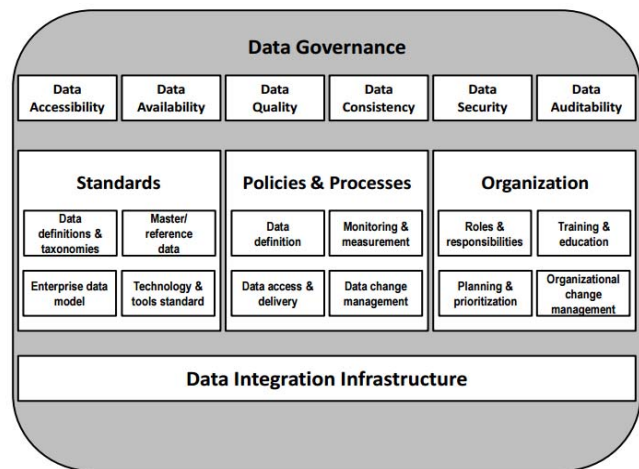 Data Governance
Data
Accessibility
Data
Availability
Data
Quality
Data
Consistency
Data
Security
Data
Auditability
Standards
Data
definitions &
taxonomies
Master/
reference
data
Enterprise data
model
Technology &
tools standard
Policies & Processes
Data
definition
Monitoring &
measurement
Data access &
delivery
Data change
management
Organization
Roles &
responsibilities
Training &
education
Planning &
prioritization
Organizational
change
management
Data Integration Infrastructure